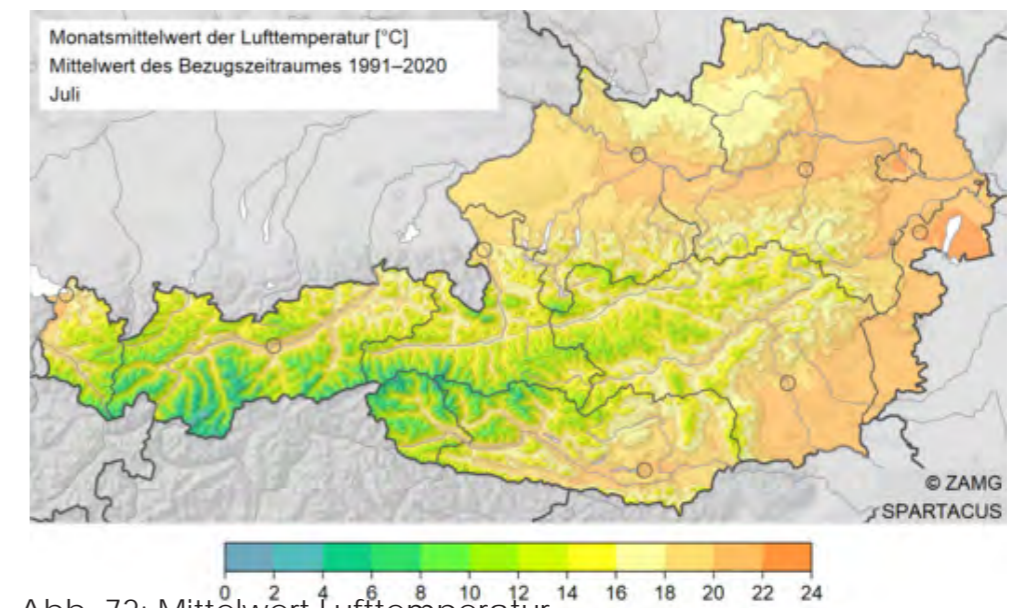 Monatsmittelwert der Lufttemperatur [°C]
Mittelwert des Bezugszeitraumes 1991–2020
Juli
© ZAMG
SPARTACUS
0 2 4 6 8 10 12 14 16 18 20 22 24
Abb. 73: Mittelwert Lufttemperatur